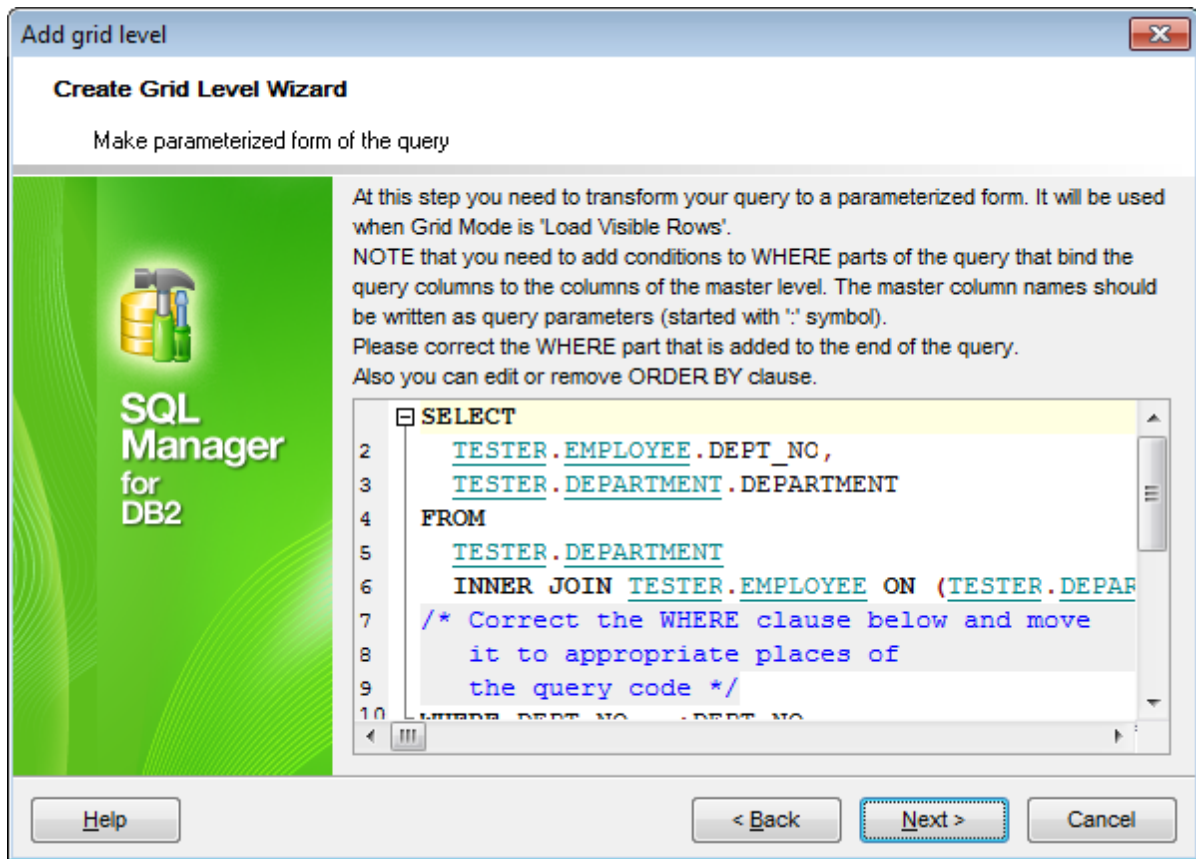 Add grid level
Create Grid Level Wizard
Make parameterized form of the query
At this step you need to transform your query to a parameterized form. It will be used
when Grid Mode is 'Load Visible Rows'.
NOTE that you need to add conditions to WHERE parts of the query that bind the
query columns to the columns of the master level. The master column names should
be written as query parameters (started with ':' symbol).
Please correct the WHERE part that is added to the end of the query.
Also you can edit or remove ORDER BY clause.
SQL
Manager
for
DB2
SELECT
2 TESTER.EMPLOYEE.DEPT_NO,
3 TESTER.DEPARTMENT.DEPARTMENT
4 FROM
5 TESTER.DEPARTMENT
6 INNER JOIN TESTER.EMPLOYEE ON (TESTER.DEPAR
7 /* Correct the WHERE clause below and move
8 it to appropriate places of
9 the query code */
10 WHERE DEPT_NO :DEPT_NO
Help
< Back
Next >
Cancel